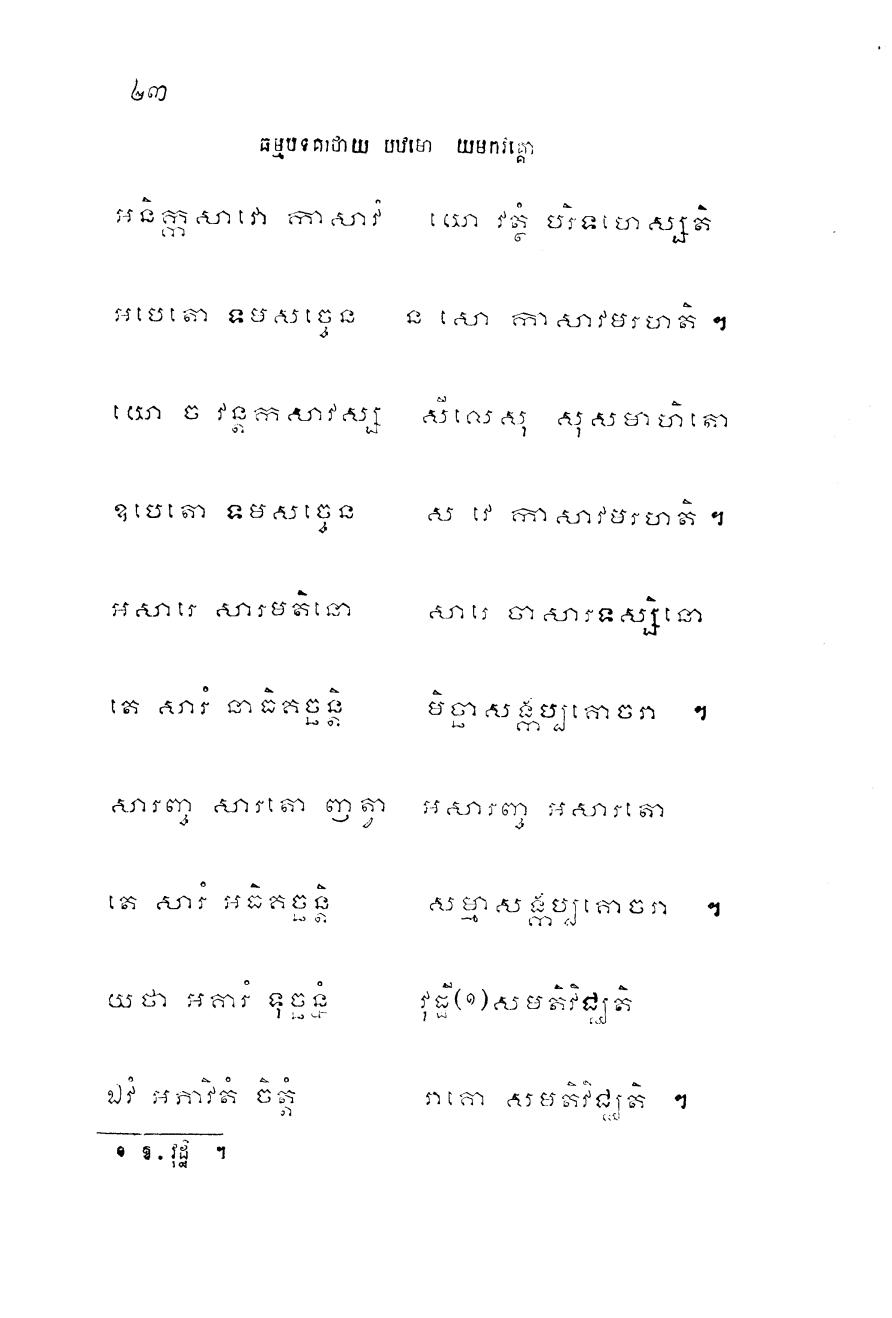 ៤៣
ធម្មបទគាថាយ បឋមោ យមកវគ្គោ
អនិក្កសាវោ កាសាវំ យោ វត្ថំ បរិទហេស្សតិ
អបេតោ ទមសច្ចេន ន សោ កាសាវមរហតិ ៗ
យោ ច វន្តកសាវស្ស សីលេសុ សុសមាហិតោ
ឧបេតោ ទមសច្ចេន ស វេ កាសាវមរហតិ ៗ
អសារេ សារមតិនោ សារេ ចាសារទស្សិនោ
តេ សារំ នាធិគច្ឆន្តិ មិច្ឆាសង្កប្បគោចរា ៗ
សារញ្ច សារតោ ញត្វា អសារញ្ច អសារតោ
តេ សារំ អធិគច្ឆន្តិ សម្មាសង្កប្បគោចរា ៗ
យថា អគារំ ទុច្ឆន្នំ វុដ្ឋី(១)សមតិវិជ្ឈតិ
ឯវំ អភាវិតំ ចិត្តំ រាគោ សមតិវិជ្ឈតិ ៗ
១ ឱ. វុដ្ឋិ ៗ